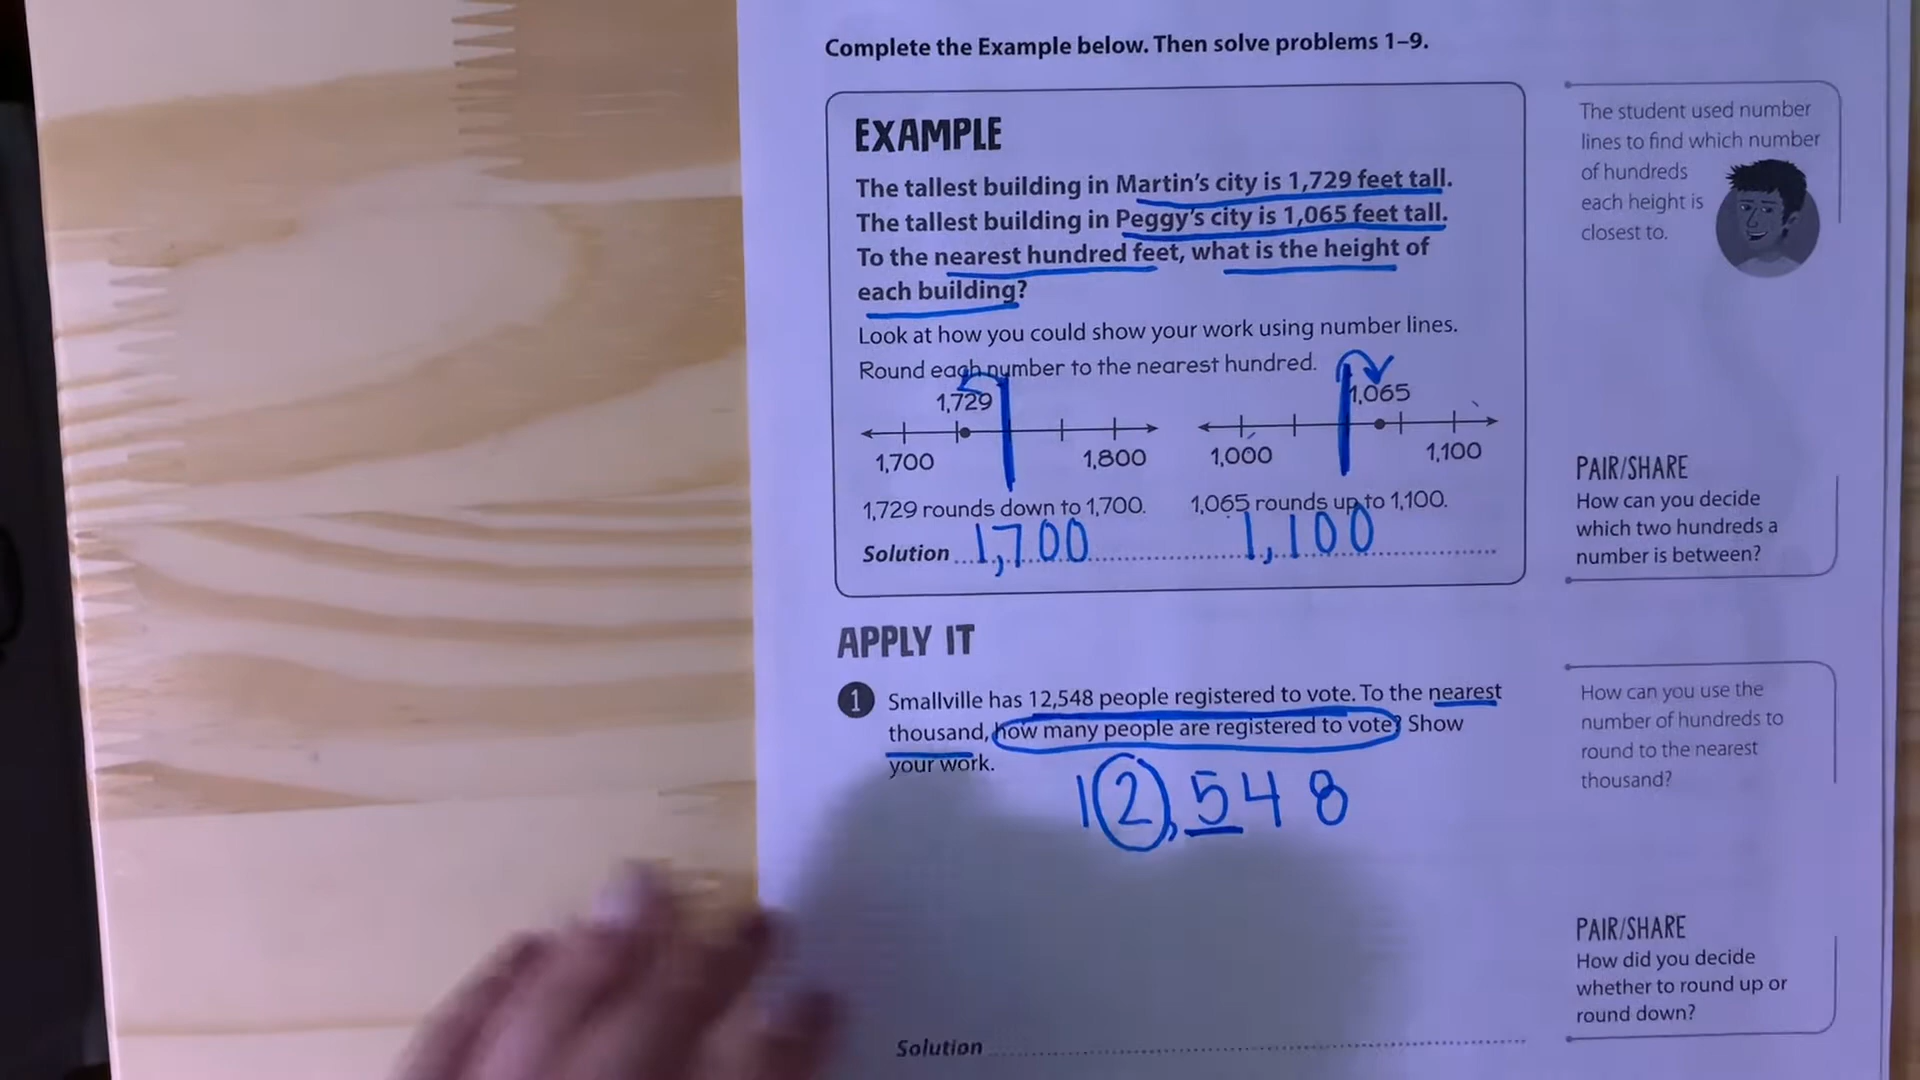 Complete the Example below. Then solve problems 1–9.
EXAMPLE
The tallest building in Martin's city is 1,729 feet tall.
The tallest building in Peggy's city is 1,065 feet tall.
To the nearest hundred feet, what is the height of
each building?
Look at how you could show your work using number lines.
Round each number to the nearest hundred.
1,729
1,700 1,800
1,729 rounds down to 1,700.
1,065
1,000 1,100
1,065 rounds up to 1,100.
Solution 1,700 1,100
The student used number
lines to find which number
of hundreds
each height is
closest to.
PAIR/SHARE
How can you decide
which two hundreds a
number is between?
APPLY IT
1 Smallville has 12,548 people registered to vote. To the nearest
thousand, how many people are registered to vote? Show
your work.
12,548
Solution
How can you use the
number of hundreds to
round to the nearest
thousand?
PAIR/SHARE
How did you decide
whether to round up or
round down?